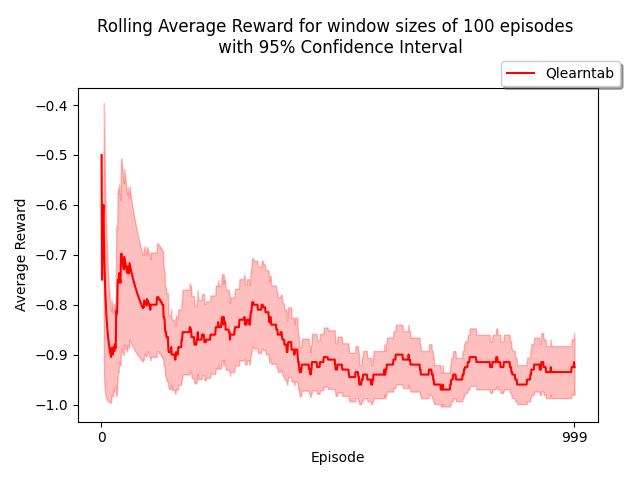 Rolling Average Reward for window sizes of 100 episodes
with 95% Confidence Interval
Qlearntab
−0.4
−0.5
−0.6
−0.7
−0.8
−0.9
−1.0
Average Reward
0
999
Episode